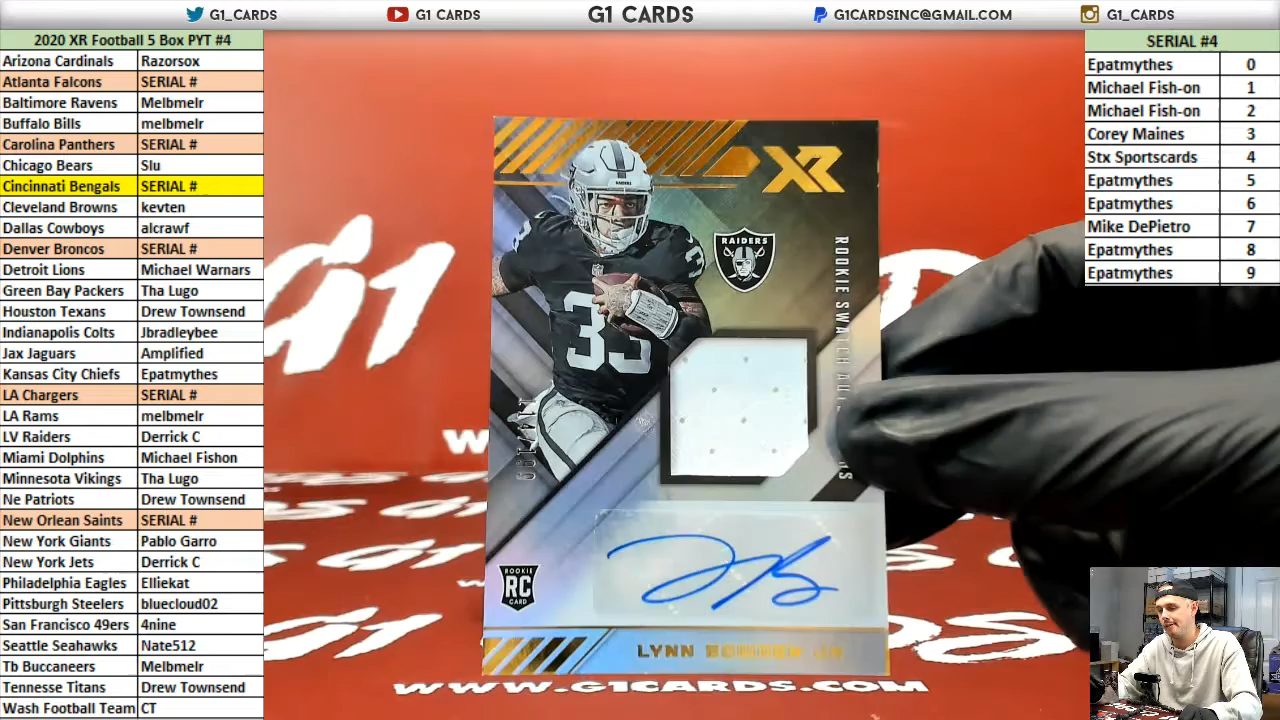 G1_CARDS
G1 CARDS
G1 CARDS
G1CARDSINC@GMAIL.COM
G1_CARDS
2020 XR Football 5 Box PYT #4
Arizona Cardinals Razorsox
Atlanta Falcons SERIAL #
Baltimore Ravens Melbmelr
Buffalo Bills melbmelr
Carolina Panthers SERIAL #
Chicago Bears Slu
Cincinnati Bengals SERIAL #
Cleveland Browns kevten
Dallas Cowboys alcrawf
Denver Broncos SERIAL #
Detroit Lions Michael Warnars
Green Bay Packers Tha Lugo
Houston Texans Drew Townsend
Indianapolis Colts Jbradleybee
Jax Jaguars Amplified
Kansas City Chiefs Epatmythes
LA Chargers SERIAL #
LA Rams melbmelr
LV Raiders Derrick C
Miami Dolphins Michael Fishon
Minnesota Vikings Tha Lugo
Ne Patriots Drew Townsend
New Orlean Saints SERIAL #
New York Giants Pablo Garro
New York Jets Derrick C
Philadelphia Eagles Elliekat
Pittsburgh Steelers bluecloud02
San Francisco 49ers 4nine
Seattle Seahawks Nate512
Tb Buccaneers Melbmelr
Tennesse Titans Drew Townsend
Wash Football Team CT
SERIAL #4
Epatmythes 0
Michael Fish-on 1
Michael Fish-on 2
Corey Maines 3
Stx Sportscards 4
Epatmythes 5
Epatmythes 6
Mike DePietro 7
Epatmythes 8
Epatmythes 9
XR
RAIDERS
RAIDERS
33
3
ROOKIE SWATCH
ROOKIE
RC
CARD
LYNN
G1
WWW.G1CARDS.COM